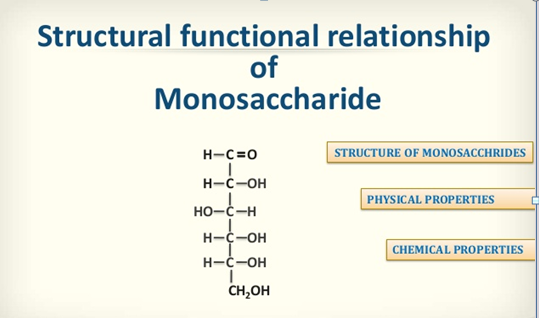 Structural functional relationship
of
Monosaccharide
H—C=O
H—C—OH
HO—C—H
H—C—OH
H—C—OH
CH₂OH
STRUCTURE OF MONOSACCHRIDES
PHYSICAL PROPERTIES
CHEMICAL PROPERTIES